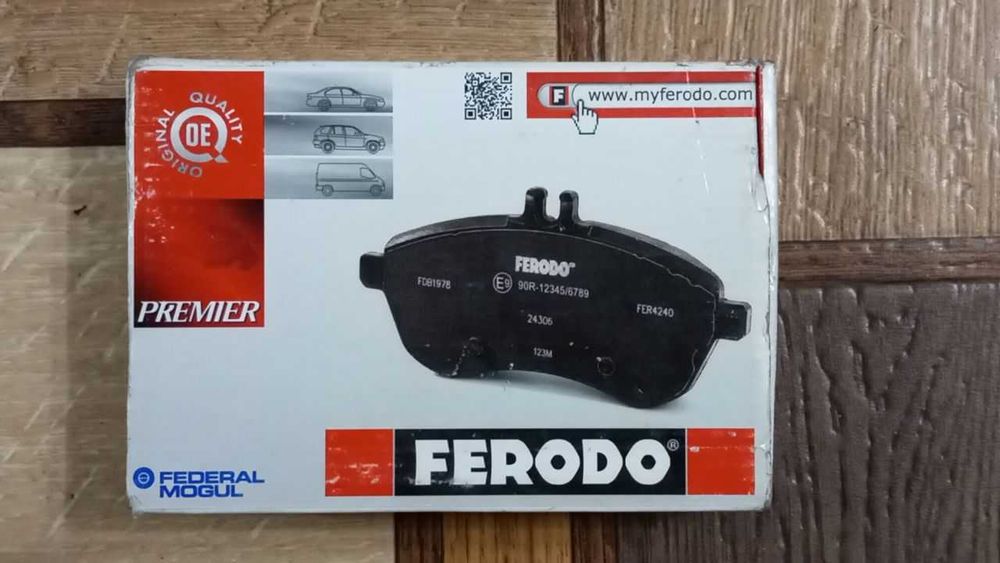 ORIGINAL QUALITY
OE
F www.myferodo.com
FERODO
FDB1978
E9 90R-12345/6789
FER4240
24306
123M
PREMIER
FERODO®
FEDERAL
MOGUL